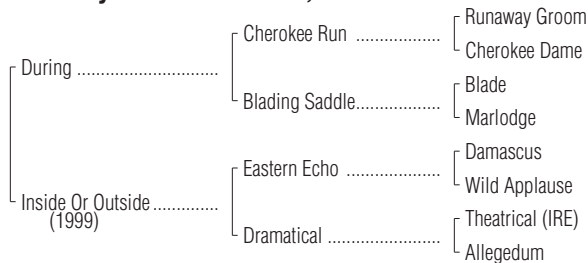 Runaway Groom
Cherokee Run ..................
Cherokee Dame
During ..............................
Blade
Blading Saddle.................
Marlodge
Damascus
Eastern Echo ....................
Wild Applause
Inside Or Outside..............
(1999)
Theatrical (IRE)
Dramatical ........................
Allegedum